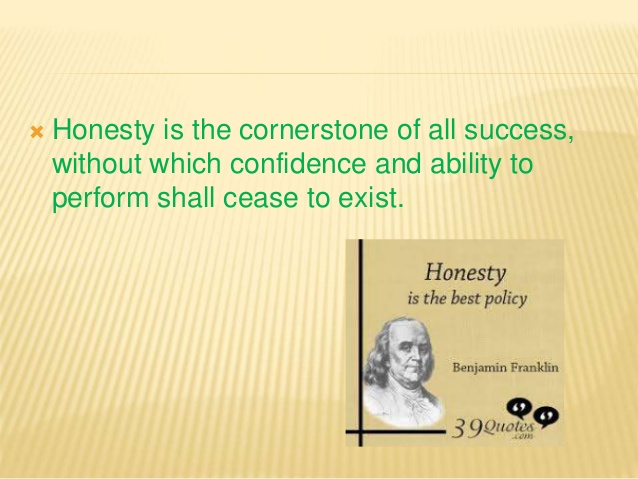 Honesty is the cornerstone of all success,
without which confidence and ability to
perform shall cease to exist.
Honesty
is the best policy
Benjamin Franklin
39Quotes
.com